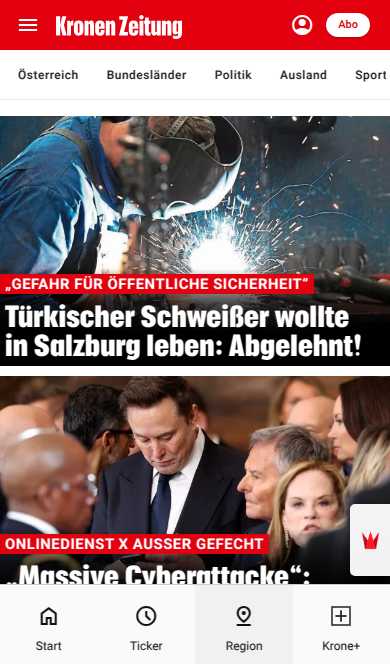 Kronen Zeitung
Abo
Österreich Bundesländer Politik Ausland Sport
„GEFAHR FÜR ÖFFENTLICHE SICHERHEIT“
Türkischer Schweißer wollte
in Salzburg leben: Abgelehnt!
ONLINEDIENST X AUSSER GEFECHT
„Massive Cyberattacke“:
Start Ticker Region Krone+